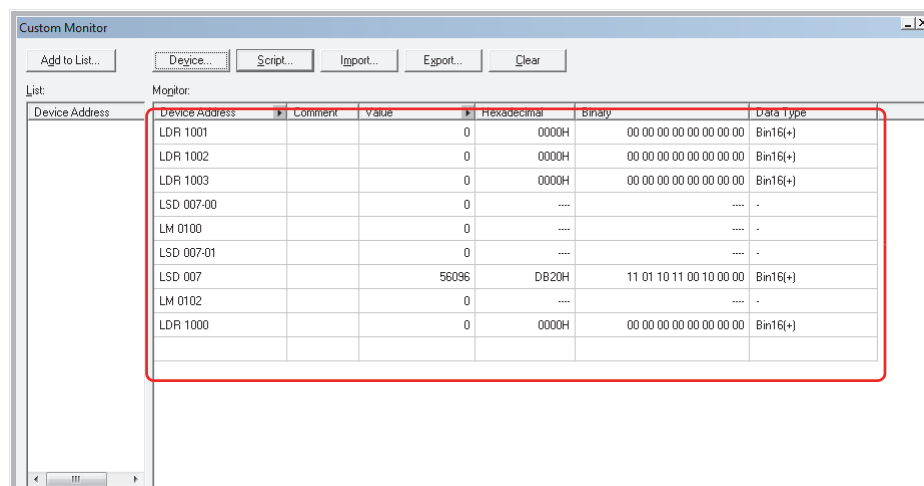 Custom Monitor
Add to List... Device... Script... Import... Export... Clear
List: Monitor:
Device Address Device Address Comment Value Hexadecimal Binary Data Type
LDR 1001 0 0000H 00 00 00 00 00 00 00 00 Bin16(+)
LDR 1002 0 0000H 00 00 00 00 00 00 00 00 Bin16(+)
LDR 1003 0 0000H 00 00 00 00 00 00 00 00 Bin16(+)
LSD 007-00 0 ---- ---- -
LM 0100 0 ---- ---- -
LSD 007-01 0 ---- ---- -
LSD 007 56096 DB20H 11 01 10 11 00 10 00 00 Bin16(+)
LM 0102 0 ---- ---- -
LDR 1000 0 0000H 00 00 00 00 00 00 00 00 Bin16(+)